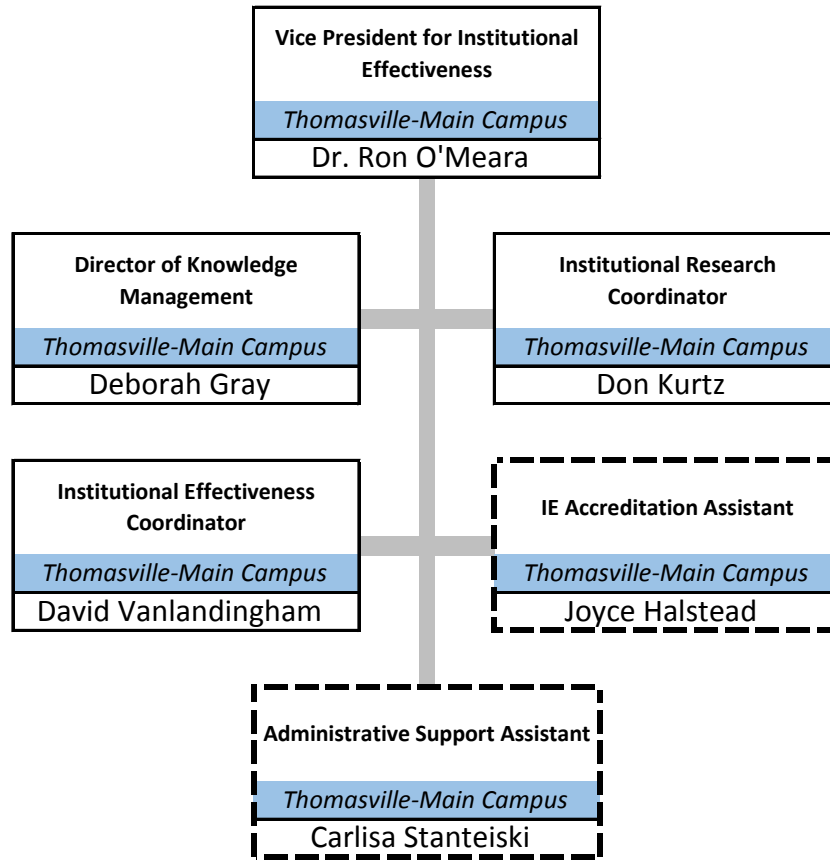 Vice President for Institutional
Effectiveness
Thomasville-Main Campus
Dr. Ron O'Meara
Director of Knowledge
Management
Thomasville-Main Campus
Deborah Gray
Institutional Research
Coordinator
Thomasville-Main Campus
Don Kurtz
Institutional Effectiveness
Coordinator
Thomasville-Main Campus
David Vanlandingham
IE Accreditation Assistant
Thomasville-Main Campus
Joyce Halstead
Administrative Support Assistant
Thomasville-Main Campus
Carlisa Stanteiski